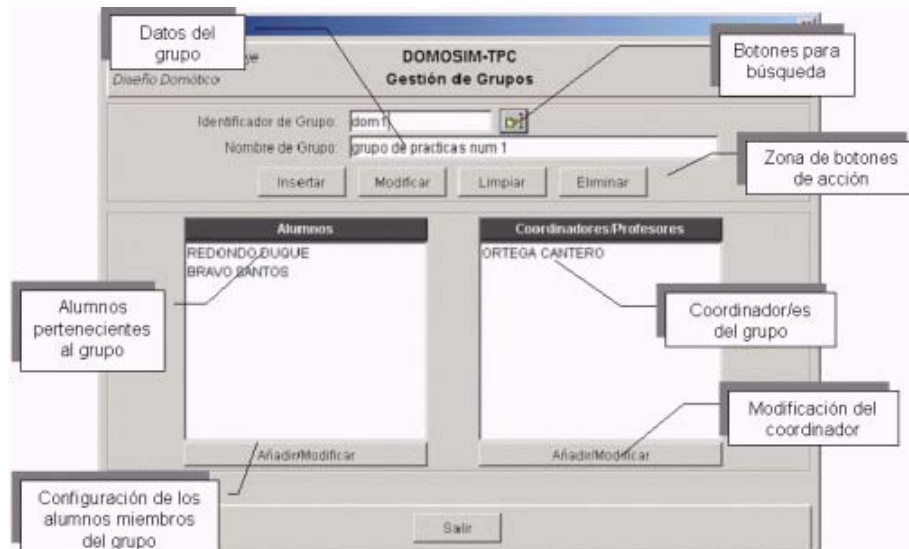 Datos del
grupo
DOMOSIM-TPC
Diseño Domótico
Gestión de Grupos
Botones para
búsqueda
Identificador de Grupo: dom1
Nombre de Grupo: grupo de practicas num 1
Insertar Modificar Limpiar Eliminar
Zona de botones
de acción
Alumnos
Coordinadores/Profesores
REDONDO DUQUE
BRAVO SANTOS
ORTEGA CANTERO
Alumnos
pertenecientes
al grupo
Coordinador/es
del grupo
Modificación del
coordinador
Añadir/Modificar
Añadir/Modificar
Configuración de los
alumnos miembros
del grupo
Salir